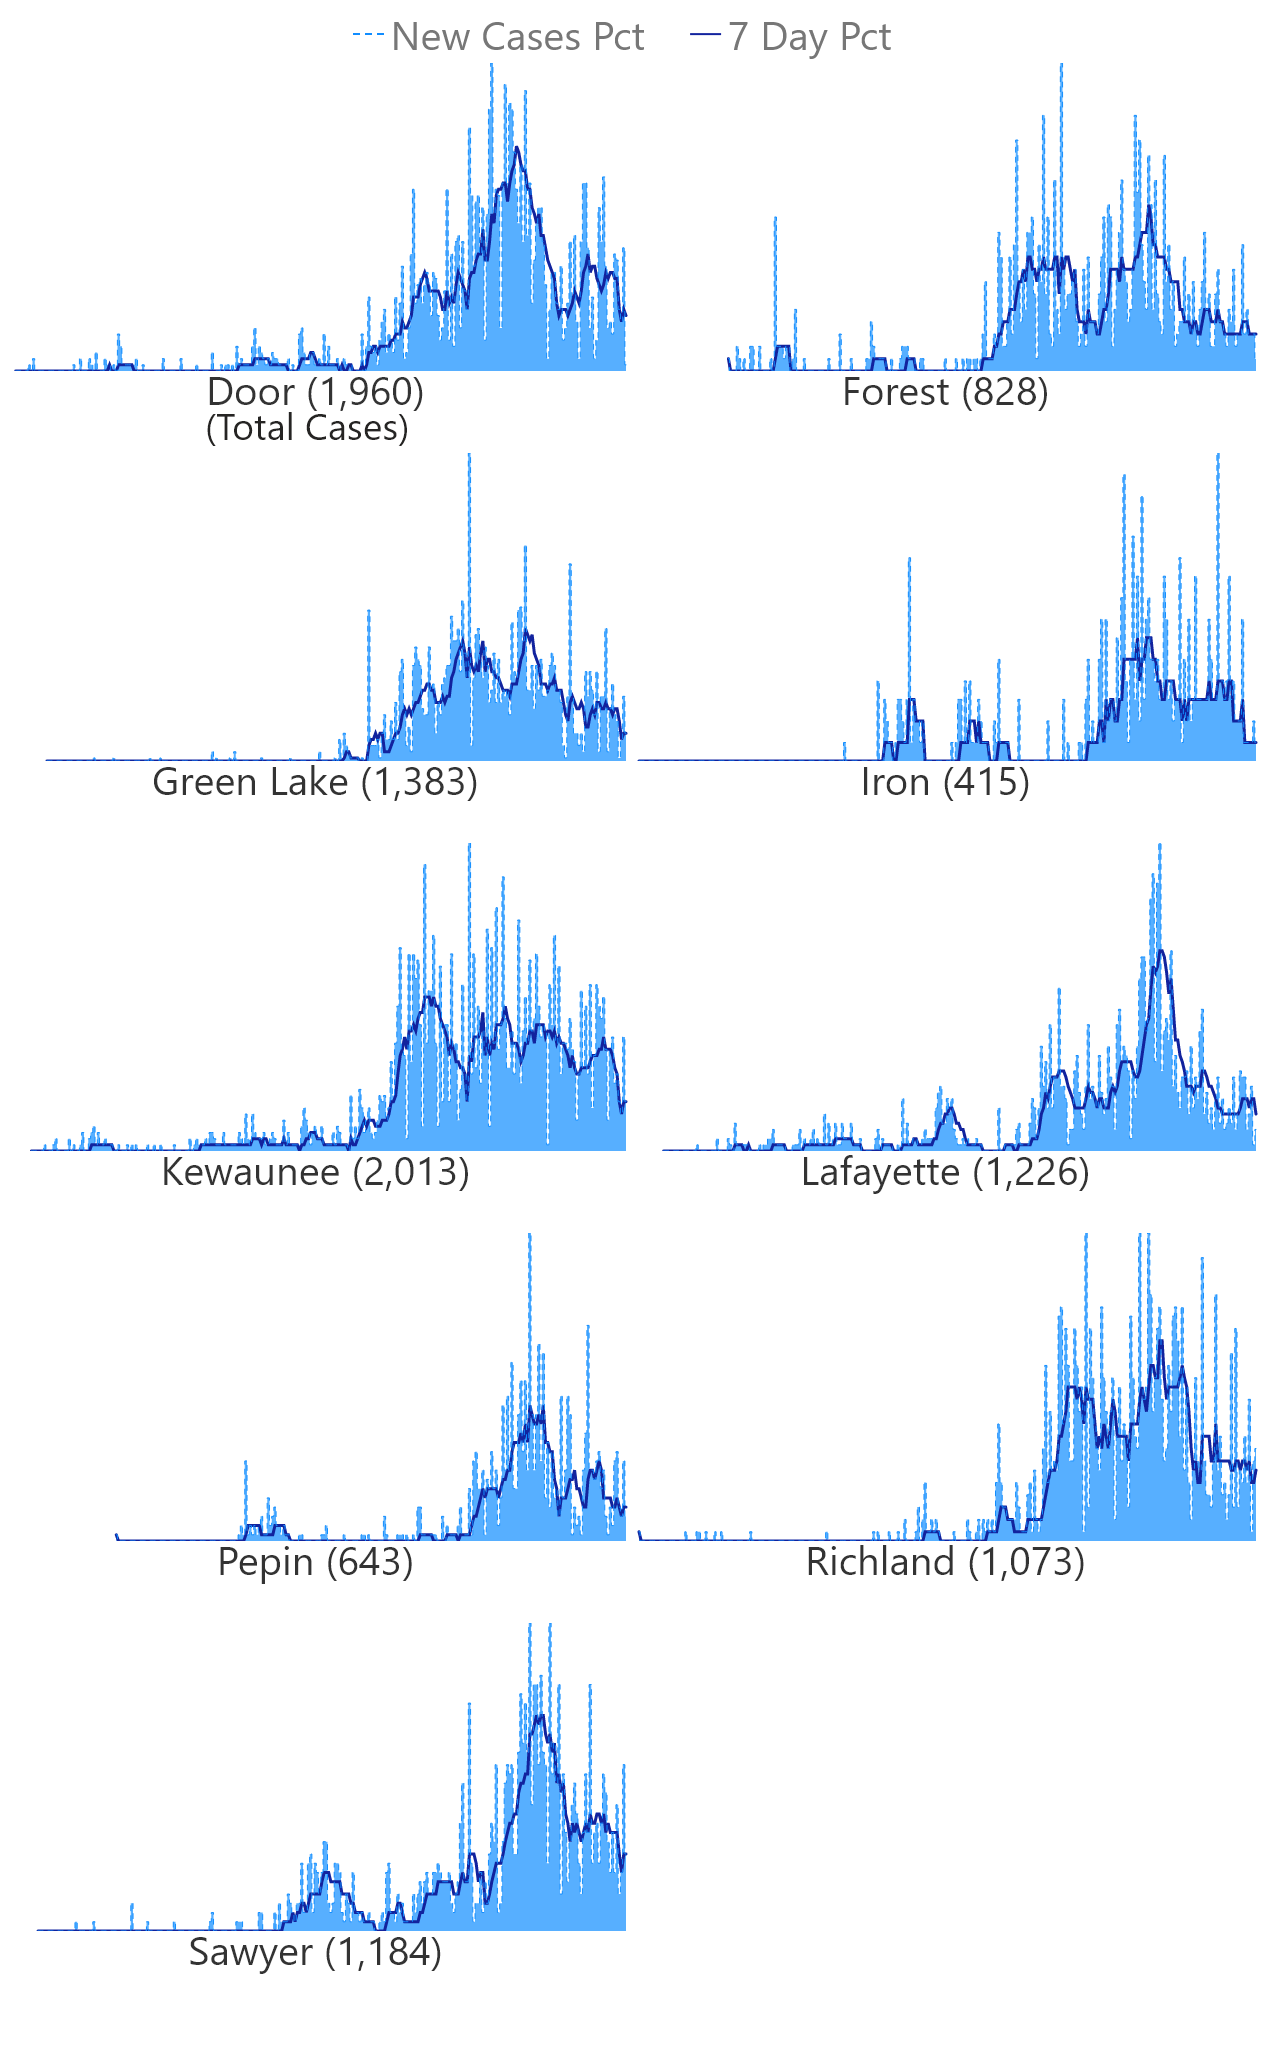 New Cases Pct 7 Day Pct
Door (1,960) Forest (828)
(Total Cases)
Green Lake (1,383) Iron (415)
Kewaunee (2,013) Lafayette (1,226)
Pepin (643) Richland (1,073)
Sawyer (1,184)